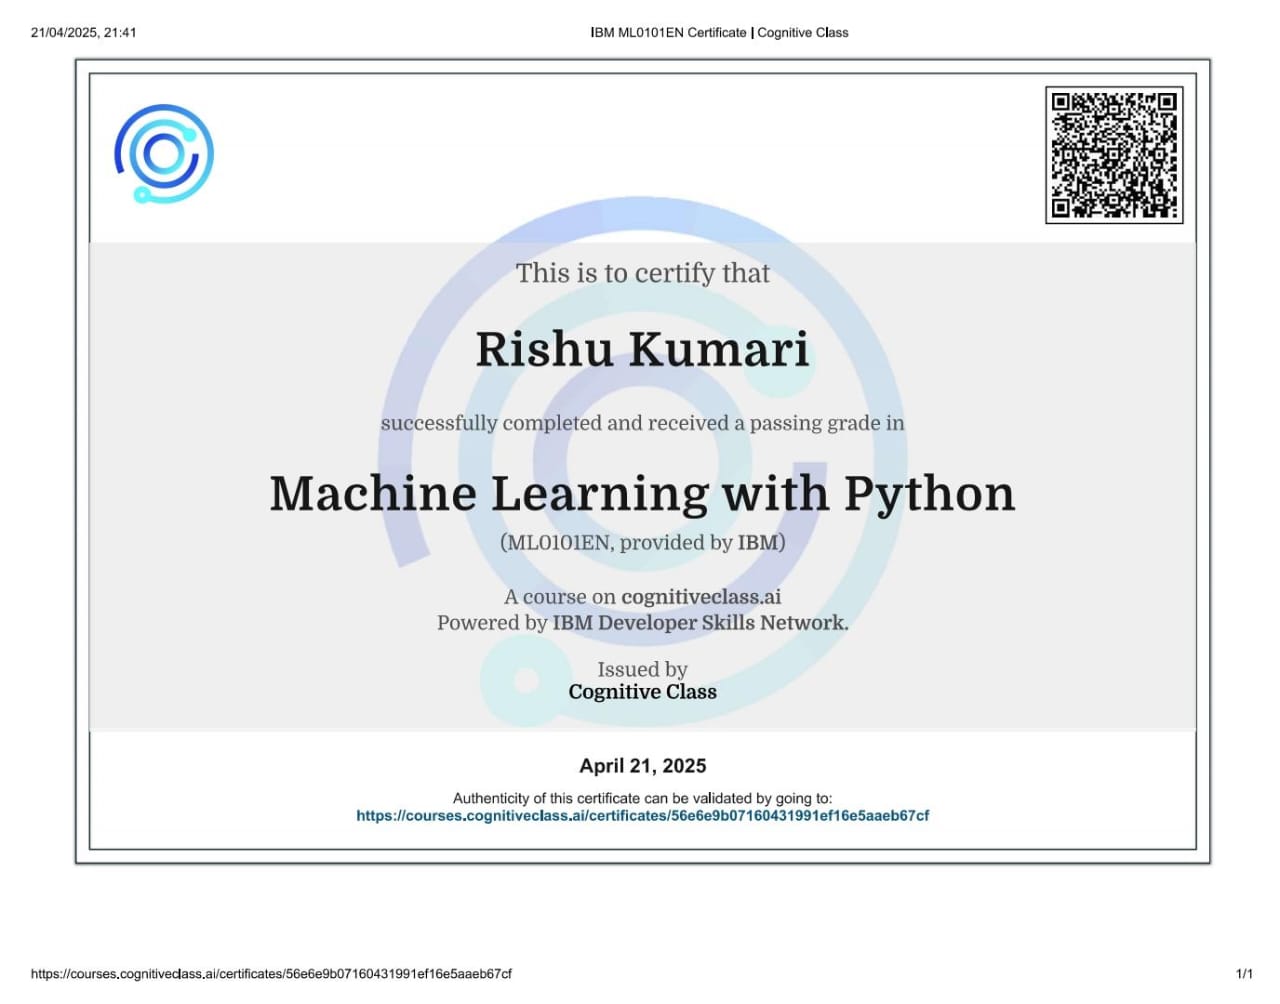 21/04/2025, 21:41
IBM ML0101EN Certificate | Cognitive Class
This is to certify that
Rishu Kumari
successfully completed and received a passing grade in
Machine Learning with Python
(ML0101EN, provided by IBM)
A course on cognitiveclass.ai
Powered by IBM Developer Skills Network.
Issued by
Cognitive Class
April 21, 2025
Authenticity of this certificate can be validated by going to:
https://courses.cognitiveclass.ai/certificates/56e6e9b07160431991ef16e5aaeb67cf
https://courses.cognitiveclass.ai/certificates/56e6e9b07160431991ef16e5aaeb67cf
1/1